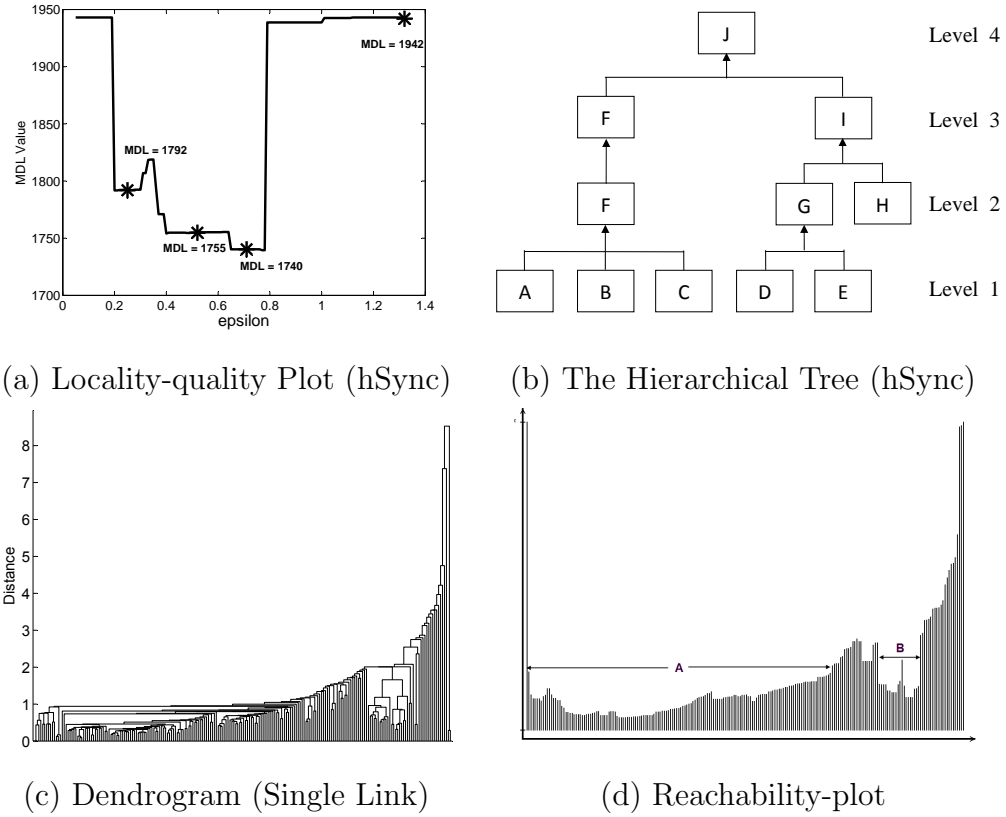 1950
1900
1850
1800
1750
1700
MDL Value
0
0.2
0.4
0.6
0.8
1
1.2
1.4
epsilon
MDL = 1942
MDL = 1792
MDL = 1755
MDL = 1740
J
Level 4
F
I
Level 3
F
G
H
Level 2
A
B
C
D
E
Level 1
(a) Locality-quality Plot (hSync)
(b) The Hierarchical Tree (hSync)
8
7
6
5
4
3
2
1
0
Distance
A
B
(c) Dendrogram (Single Link)
(d) Reachability-plot